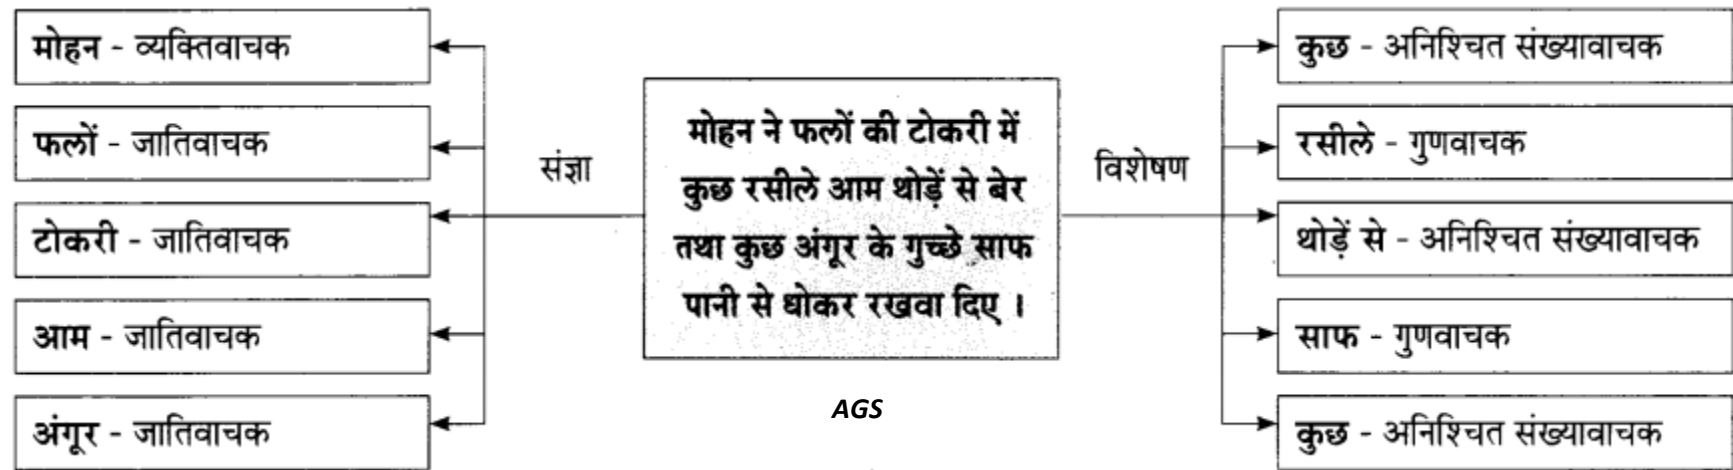 मोहन - व्यक्तिवाचक
फलों - जातिवाचक
टोकरी - जातिवाचक
आम - जातिवाचक
अंगूर - जातिवाचक
संज्ञा
मोहन ने फलों की टोकरी में
कुछ रसीले आम थोड़ें से बेर
तथा कुछ अंगूर के गुच्छे साफ
पानी से धोकर रखवा दिए ।
AGS
विशेषण
कुछ - अनिश्चित संख्यावाचक
रसीले - गुणवाचक
थोड़ें से - अनिश्चित संख्यावाचक
साफ - गुणवाचक
कुछ - अनिश्चित संख्यावाचक